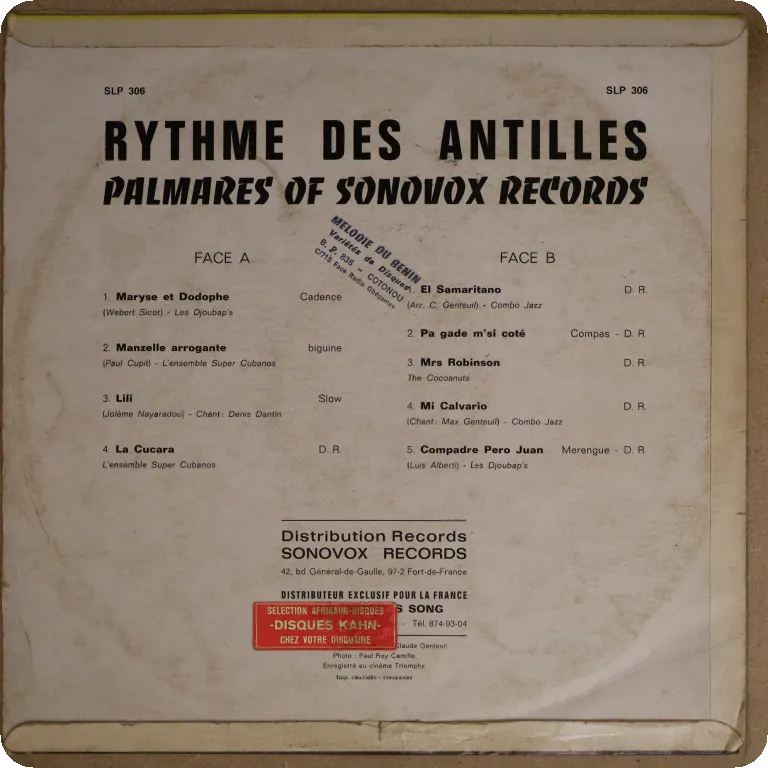 SLP 306
SLP 306
RYTHME DES ANTILLES
PALMARES OF SONOVOX RECORDS
MELODIE DU BENIN
Variétés de Disques
B. P. 836 - COTONOU
C/715 Face Radio Gbégamey
FACE A
1. Maryse et Dodophe Cadence
(Webert Sicot) - Les Djoubap's
2. Manzelle arrogante biguine
(Paul Cupit) - L'ensemble Super Cubanos
3. Lili Slow
(Jolème Nayaradou) - Chant : Denis Dantin
4. La Cucara D. R.
L'ensemble Super Cubanos
FACE B
1. El Samaritano D. R.
(Arr. C. Genteuil) - Combo Jazz
2. Pa gade m'si coté Compas - D. R.
3. Mrs Robinson D. R.
The Cocoanuts
4. Mi Calvario D. R.
(Chant : Max Genteuil) - Combo Jazz
5. Compadre Pero Juan Merengue - D. R.
(Luis Alberti) - Les Djoubap's
Distribution Records
SONOVOX RECORDS
42, bd Général-de-Gaulle, 97-2 Fort-de-France
DISTRIBUTEUR EXCLUSIF POUR LA FRANCE
SONG
- Tél. 874-93-04
SELECTION AFRIKAHN-DISQUES
-DISQUES KAHN-
CHEZ VOTRE DISQUAIRE
Claude Genteuil
Photo : Paul Roy Camille
Enregistré au cinéma Triomphe